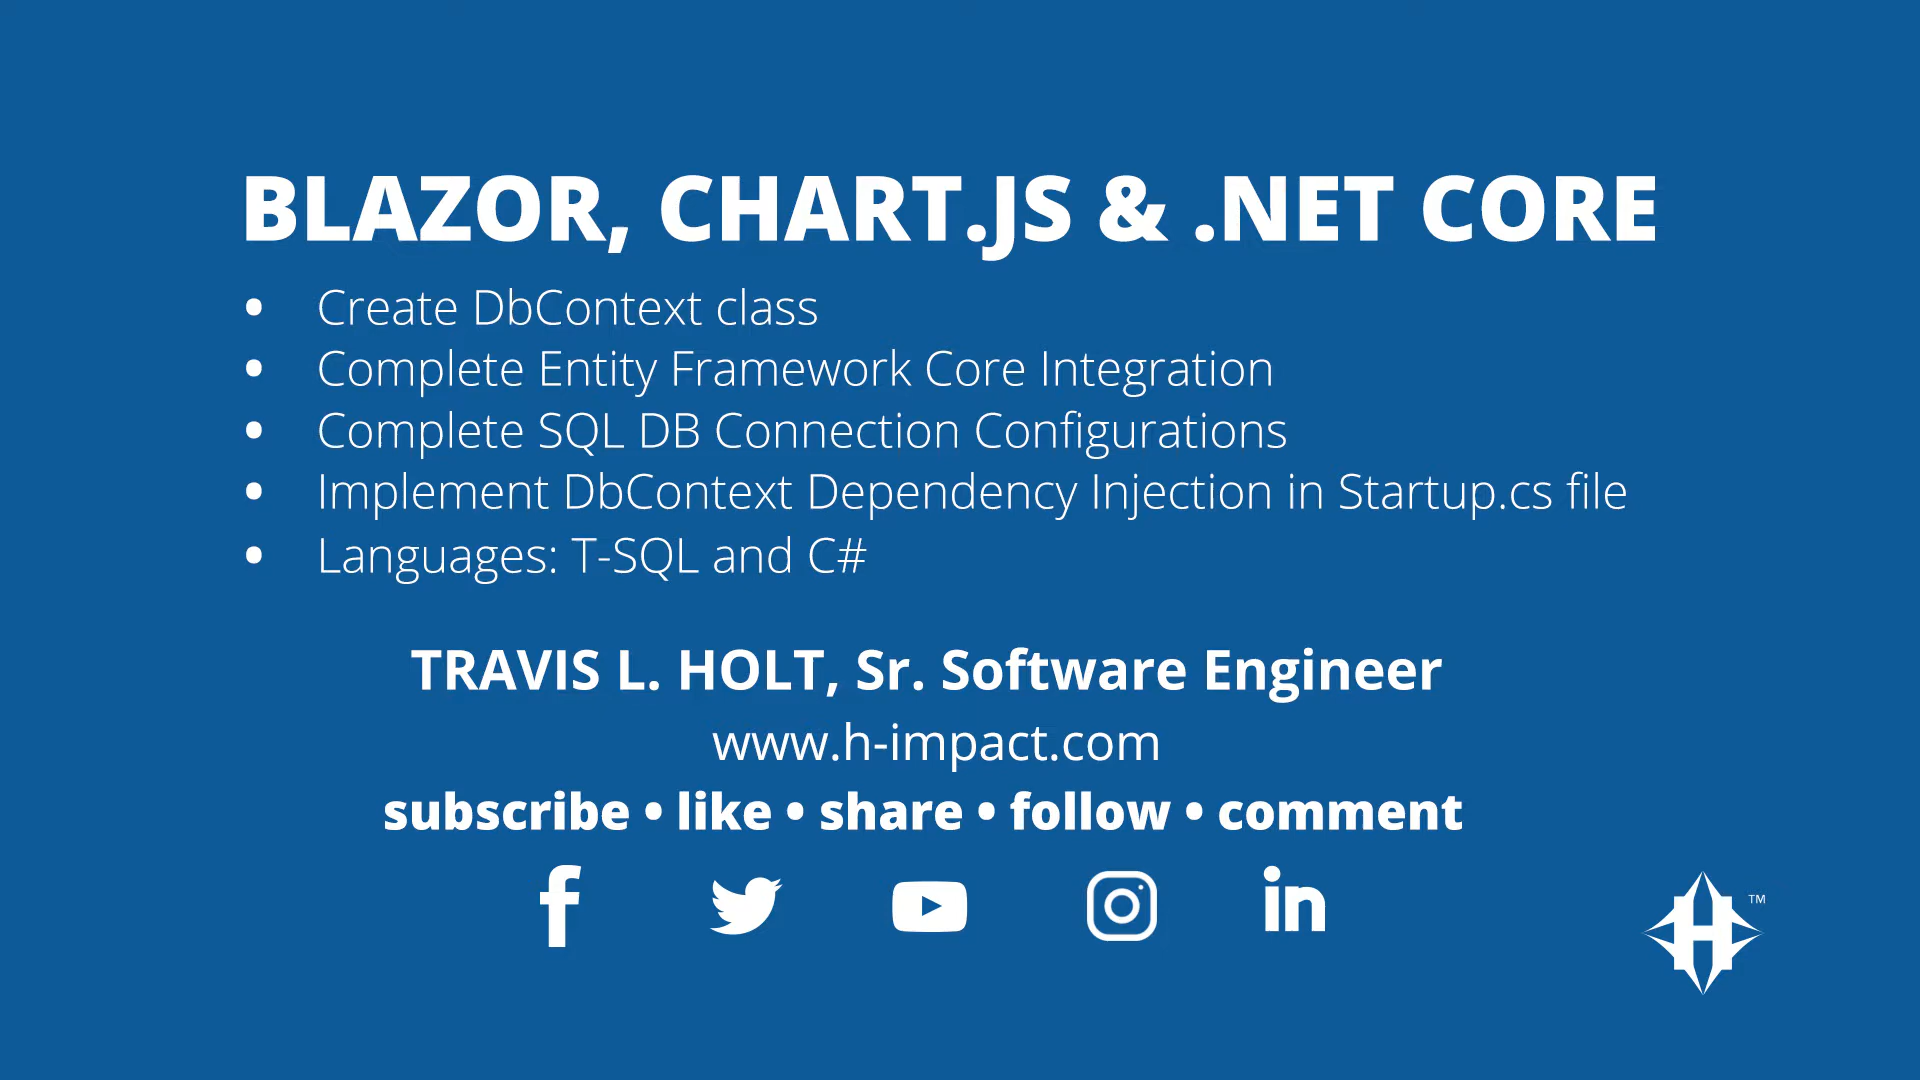 BLAZOR, CHART.JS & .NET CORE
• Create DbContext class
• Complete Entity Framework Core Integration
• Complete SQL DB Connection Configurations
• Implement DbContext Dependency Injection in Startup.cs file
• Languages: T-SQL and C#
TRAVIS L. HOLT, Sr. Software Engineer
www.h-impact.com
subscribe • like • share • follow • comment
f in
H TM